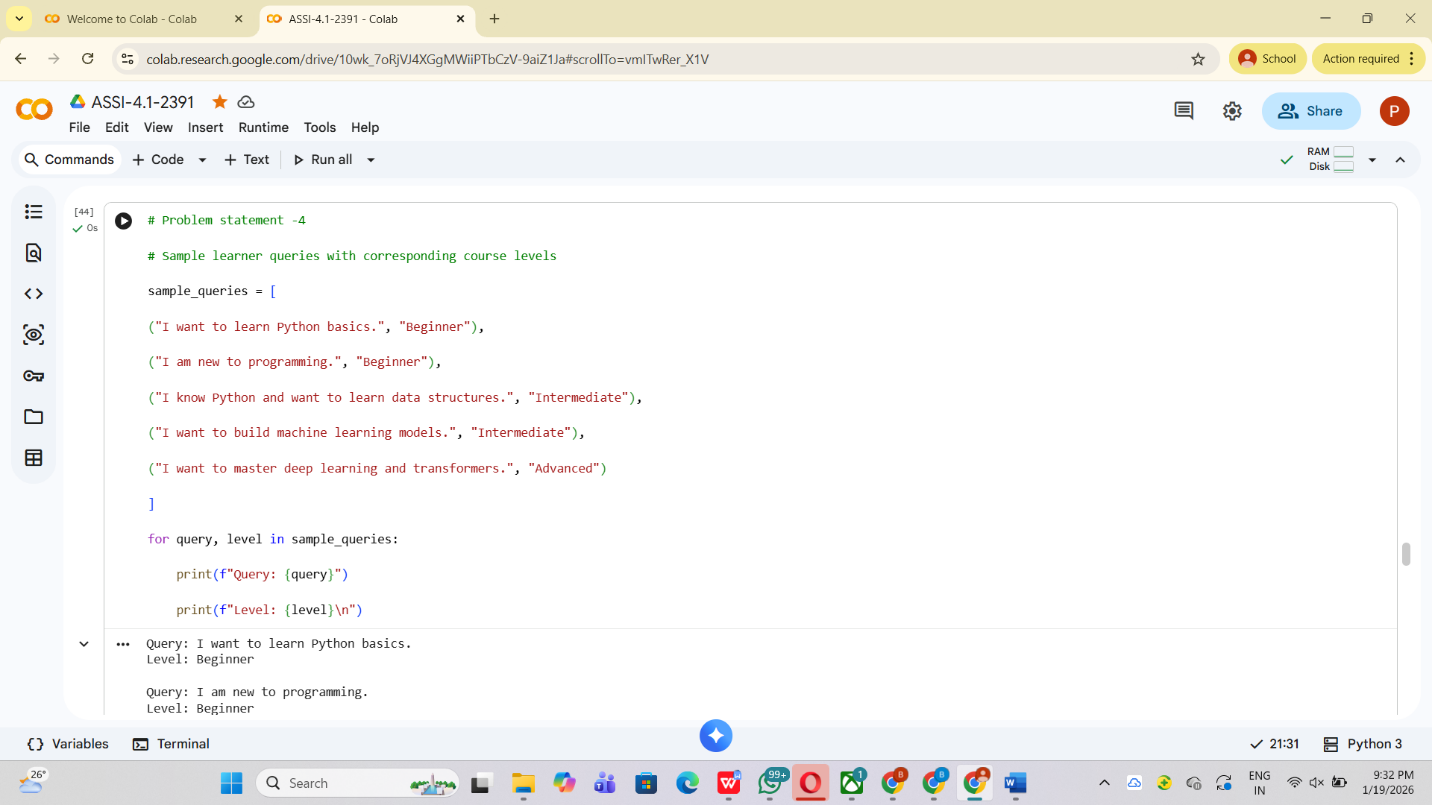 Welcome to Colab - Colab
ASSI-4.1-2391 - Colab
colab.research.google.com/drive/10wk_7oRjVJ4XGgMWiiPTbCzV-9aiZ1Ja#scrollTo=vmITwRer_X1V
School
Action required
ASSI-4.1-2391
File Edit View Insert Runtime Tools Help
Share
P
Commands + Code + Text Run all
RAM
Disk
[44]
0s
# Problem statement -4
# Sample learner queries with corresponding course levels
sample_queries = [
("I want to learn Python basics.", "Beginner"),
("I am new to programming.", "Beginner"),
("I know Python and want to learn data structures.", "Intermediate"),
("I want to build machine learning models.", "Intermediate"),
("I want to master deep learning and transformers.", "Advanced")
]
for query, level in sample_queries:
    print(f"Query: {query}")
    print(f"Level: {level}\n")
Query: I want to learn Python basics.
Level: Beginner
Query: I am new to programming.
Level: Beginner
{} Variables Terminal
21:31 Python 3
26°
Search
99+
1
B
B
ENG
IN
9:32 PM
1/19/2026